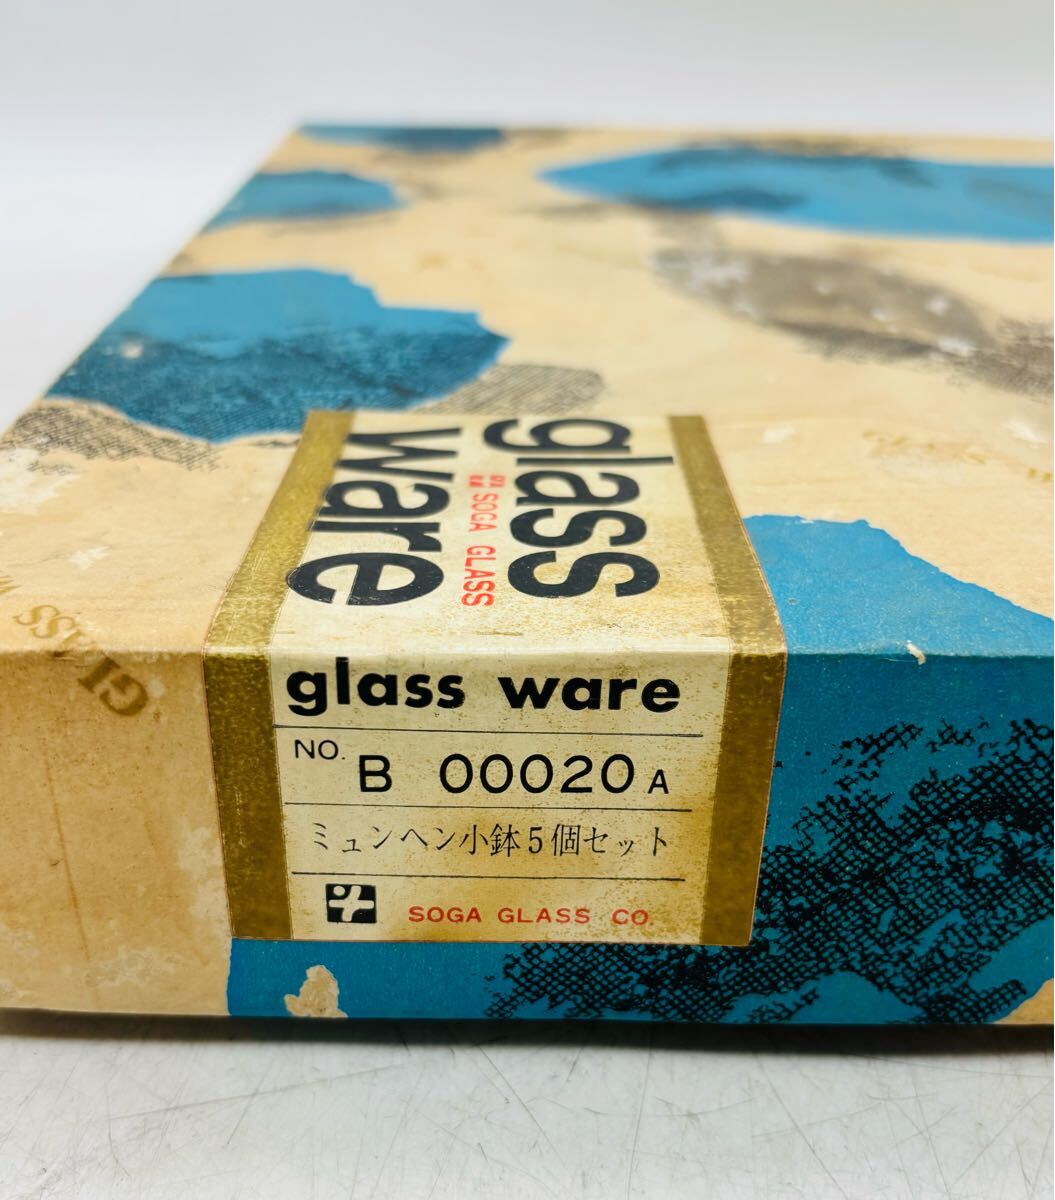 glass
SOGA GLASS
ware
glass ware
NO. B 00020 A
ミュンヘン小鉢5個セット
SOGA GLASS CO.
GLASS W